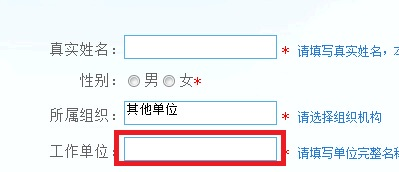 真实姓名： * 请填写真实姓名，
性别： 男 女*
所属组织： 其他单位 * 请选择组织机构
工作单位： * 请填写单位完整名称